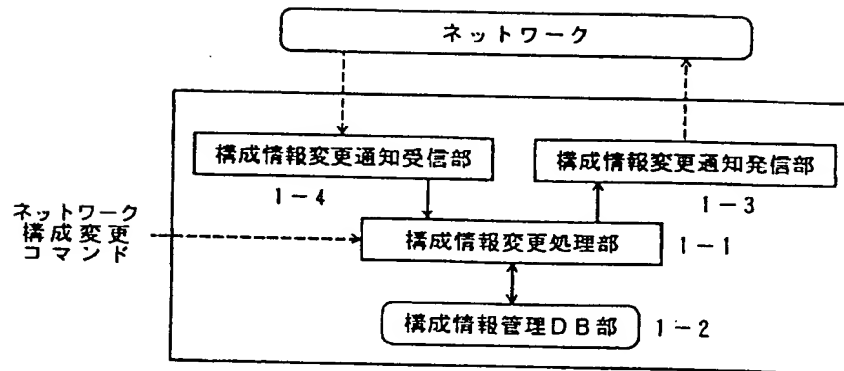 ネットワーク
構成情報変更通知受信部
構成情報変更通知発信部
1-4
1-3
ネットワーク
構成変更
コマンド
構成情報変更処理部
1-1
構成情報管理DB部
1-2